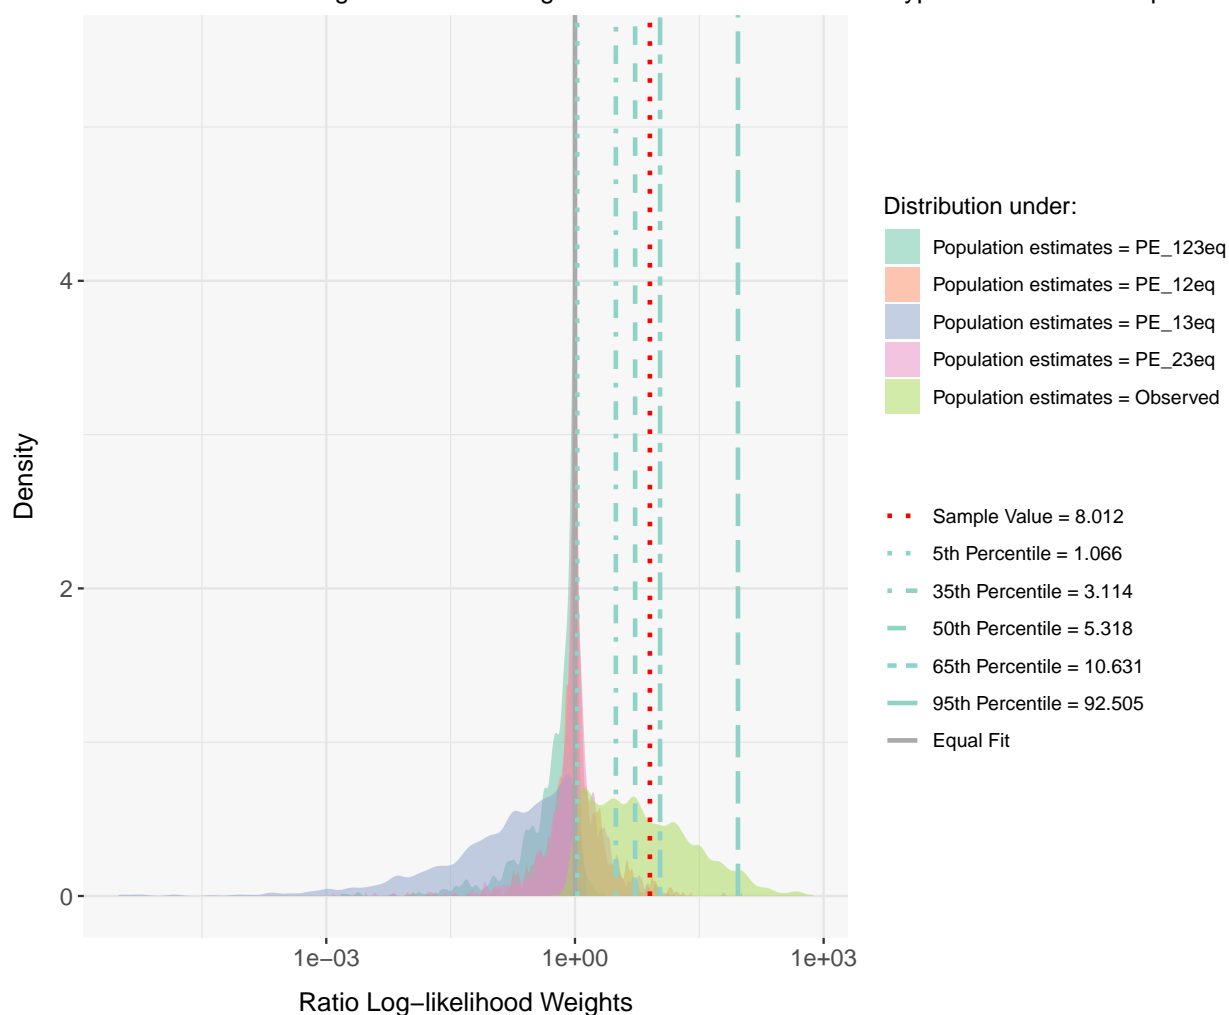 4
2
0
1e−03
1e+00
1e+03
Density
Ratio Log−likelihood Weights
Distribution under:
Population estimates = PE_123eq
Population estimates = PE_12eq
Population estimates = PE_13eq
Population estimates = PE_23eq
Population estimates = Observed
Sample Value = 8.012
5th Percentile = 1.066
35th Percentile = 3.114
50th Percentile = 5.318
65th Percentile = 10.631
95th Percentile = 92.505
Equal Fit